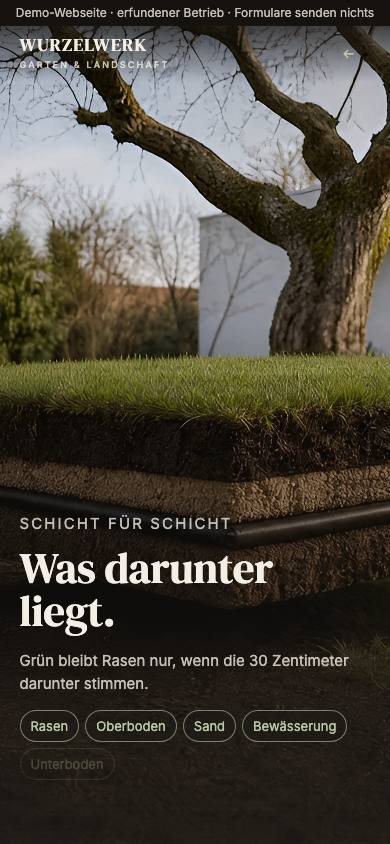 Demo-Webseite · erfundener Betrieb · Formulare senden nichts
WURZELWERK
GARTEN & LANDSCHAFT
←
SCHICHT FÜR SCHICHT
Was darunter
liegt.
Grün bleibt Rasen nur, wenn die 30 Zentimeter
darunter stimmen.
Rasen Oberboden Sand Bewässerung
Unterboden